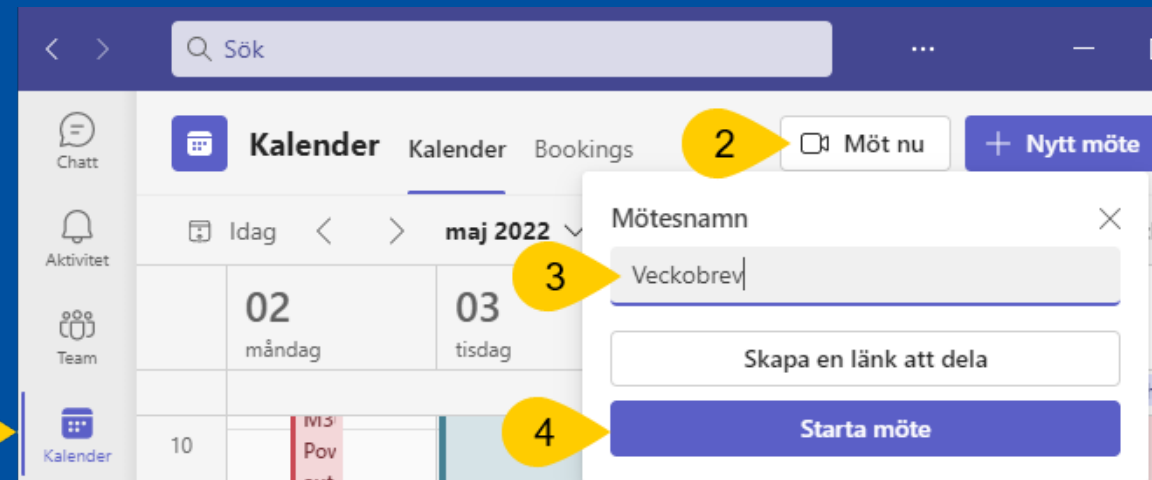 Sök
Chatt
Kalender
Kalender
Bookings
2
Möt nu
Nytt möte
Aktivitet
Idag
maj 2022
Mötesnamn
3
Veckobrev
02
måndag
03
tisdag
Team
Skapa en länk att dela
4
Starta möte
Kalender
10
Pov